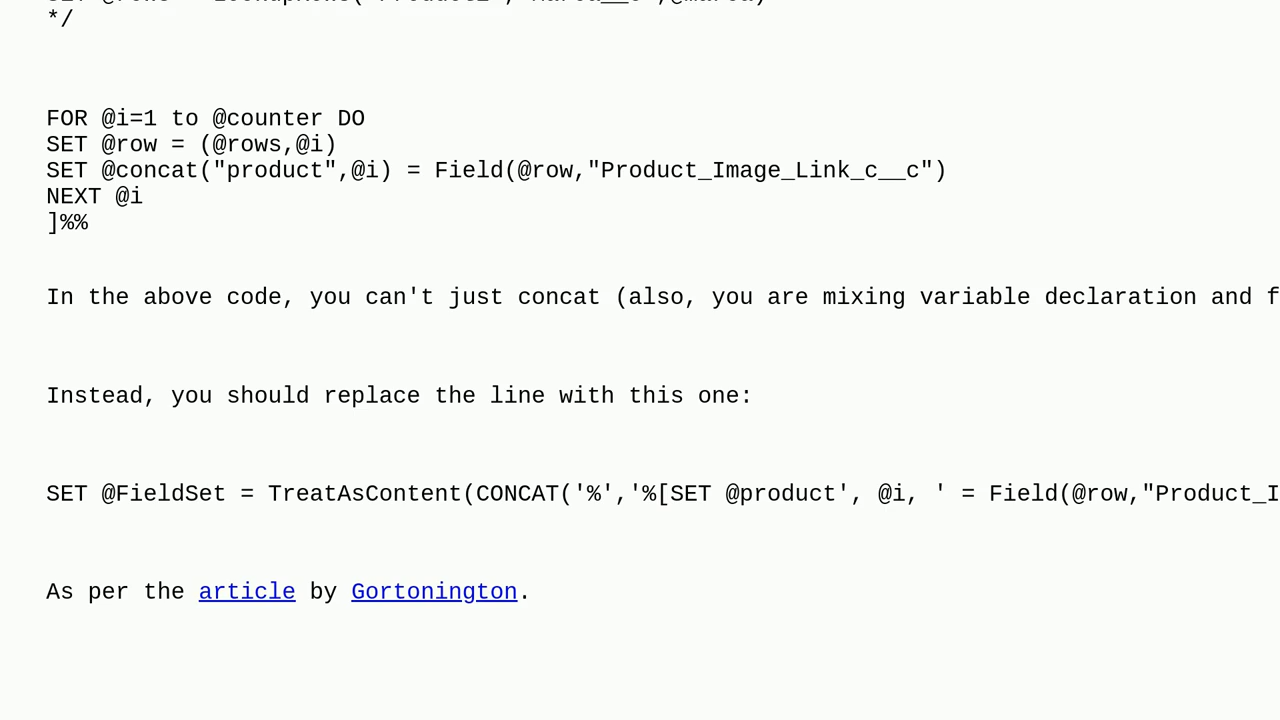 */
FOR @i=1 to @counter DO
SET @row = (@rows,@i)
SET @concat("product",@i) = Field(@row,"Product_Image_Link_c__c")
NEXT @i
]%%
In the above code, you can't just concat (also, you are mixing variable declaration and f
Instead, you should replace the line with this one:
SET @FieldSet = TreatAsContent(CONCAT('%','%[SET @product', @i, ' = Field(@row,"Product_I
As per the article by Gortonington.